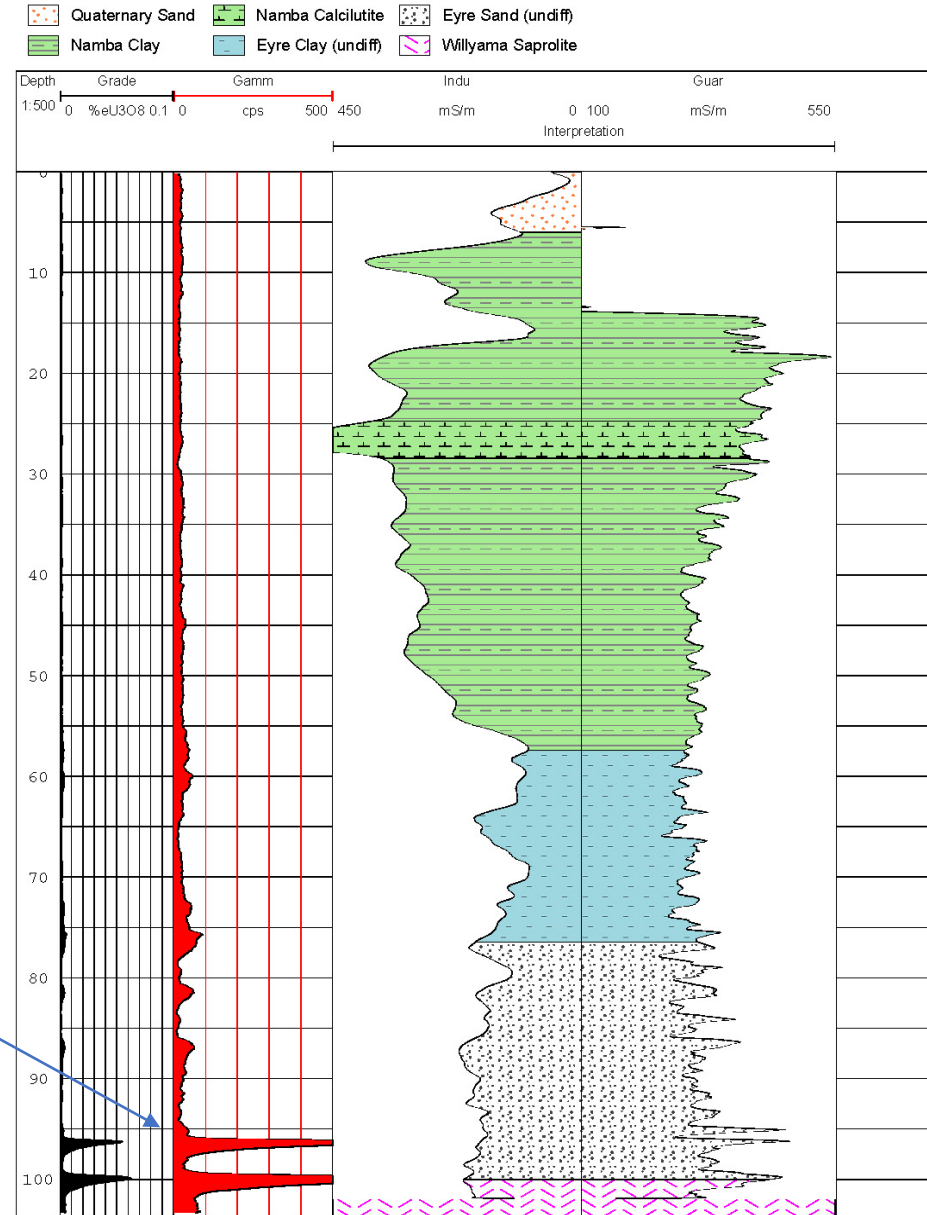 Quaternary Sand Namba Calcilutite Eyre Sand (undiff)
Namba Clay Eyre Clay (undiff) Willyama Saprolite
Depth Grade Gamm Indu Guar
1:500 0 %eU3O8 0.1 0 cps 500 450 mS/m 0 100 mS/m 550
Interpretation
0
10
20
30
40
50
60
70
80
90
100